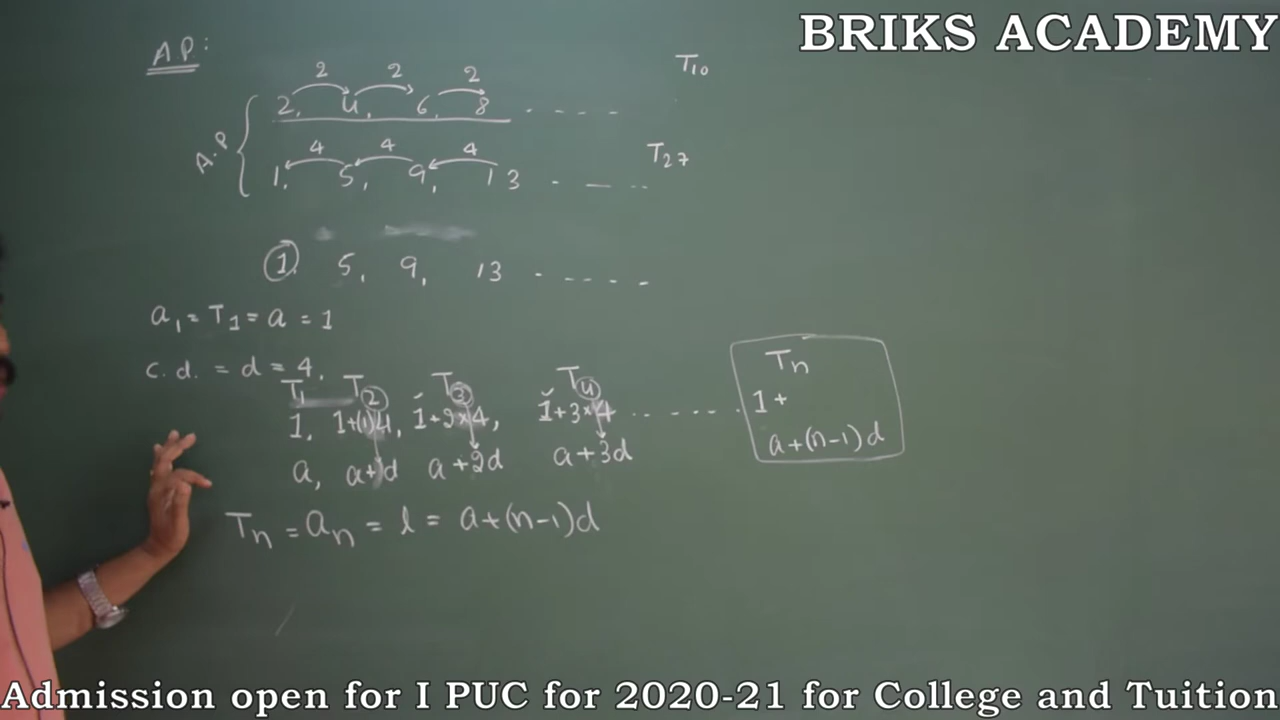 BRIKS ACADEMY
AP:
2 2 2
T10
A.P { 2, 4, 6, 8 - - - -
4 4 4
T27
1, 5, 9, 13 - - - -
1. 5, 9, 13 - - - - -
a₁ = T₁ = a = 1
c.d. = d = 4.
T₁ T₂ T₃ T₄
Tn
1, 1+(1)4, 1+2×4, 1+3×4 - - - - - - - 1+
a, a+1d a+2d a+3d
a+(n-1)d
Tn = an = l = a+(n-1)d
Admission open for I PUC for 2020-21 for College and Tuition